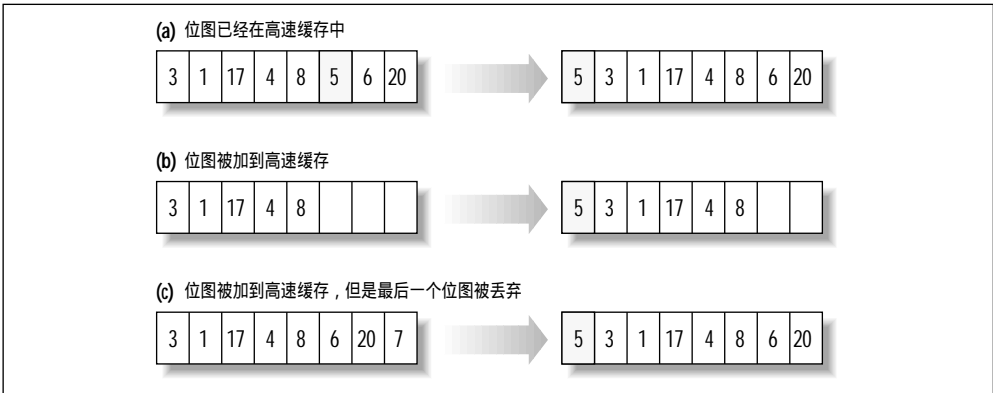 (a) 位图已经在高速缓存中
3 1 17 4 8 5 6 20 5 3 1 17 4 8 6 20
(b) 位图被加到高速缓存
3 1 17 4 8 5 3 1 17 4 8
(c) 位图被加到高速缓存，但是最后一个位图被丢弃
3 1 17 4 8 6 20 7 5 3 1 17 4 8 6 20